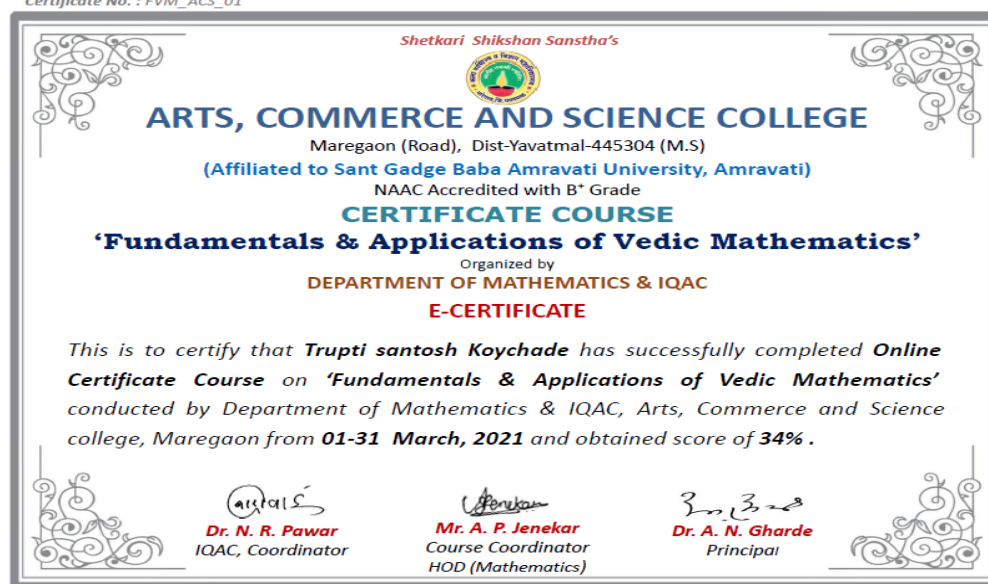 Certificate No. : FVM_ACS_01
Shetkari Shikshan Sanstha's
ARTS, COMMERCE AND SCIENCE COLLEGE
Maregaon (Road), Dist-Yavatmal-445304 (M.S)
(Affiliated to Sant Gadge Baba Amravati University, Amravati)
NAAC Accredited with B⁺ Grade
CERTIFICATE COURSE
‘Fundamentals & Applications of Vedic Mathematics’
Organized by
DEPARTMENT OF MATHEMATICS & IQAC
E-CERTIFICATE
This is to certify that Trupti santosh Koychade has successfully completed Online
Certificate Course on ‘Fundamentals & Applications of Vedic Mathematics’
conducted by Department of Mathematics & IQAC, Arts, Commerce and Science
college, Maregaon from 01-31 March, 2021 and obtained score of 34% .
Dr. N. R. Pawar
IQAC, Coordinator
Jenekar
Mr. A. P. Jenekar
Course Coordinator
HOD (Mathematics)
Dr. A. N. Gharde
Principal